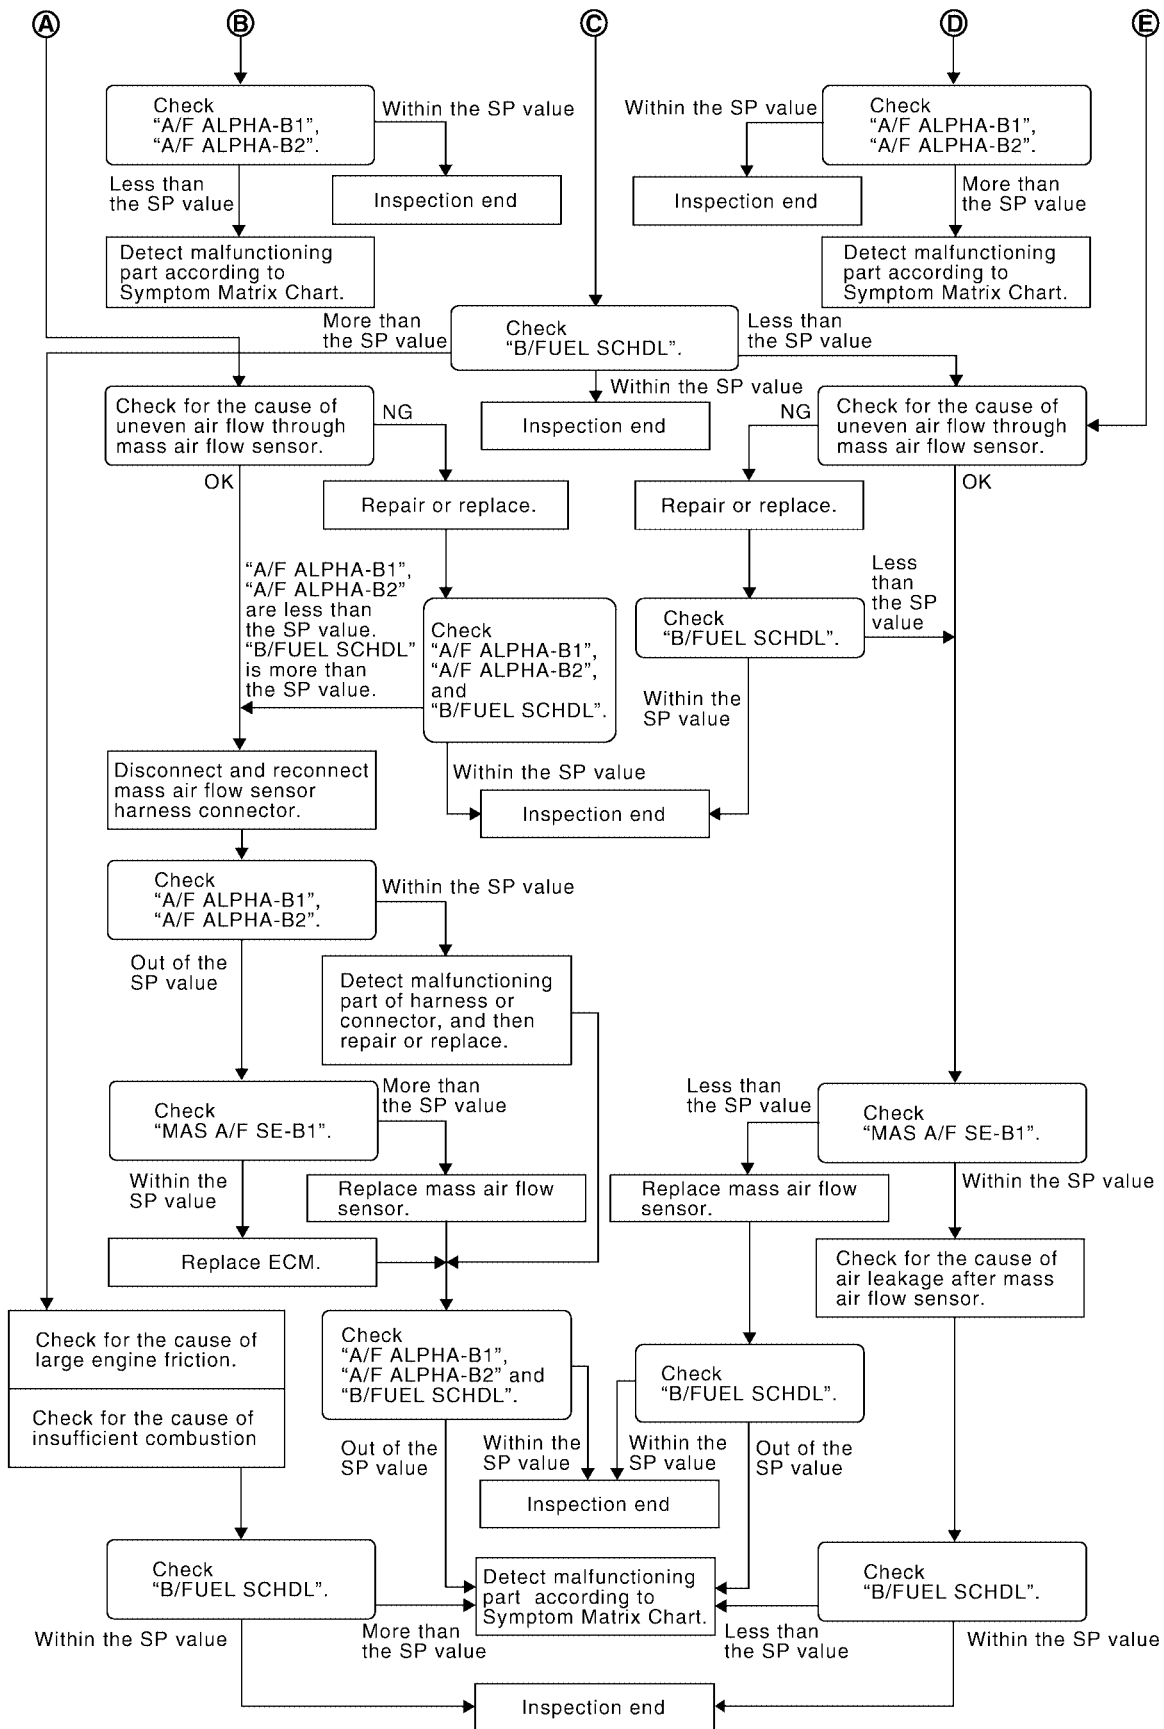 A
B
C
D
E
Check
“A/F ALPHA-B1”,
“A/F ALPHA-B2”.
Within the SP value
Within the SP value
Check
“A/F ALPHA-B1”,
“A/F ALPHA-B2”.
Less than
the SP value
Inspection end
Inspection end
More than
the SP value
Detect malfunctioning
part according to
Symptom Matrix Chart.
Detect malfunctioning
part according to
Symptom Matrix Chart.
More than
the SP value
Check
“B/FUEL SCHDL”.
Less than
the SP value
Within the SP value
Inspection end
Check for the cause of
uneven air flow through
mass air flow sensor.
NG
NG
Check for the cause of
uneven air flow through
mass air flow sensor.
OK
OK
Repair or replace.
Repair or replace.
“A/F ALPHA-B1”,
“A/F ALPHA-B2”
are less than
the SP value.
“B/FUEL SCHDL”
is more than
the SP value.
Check
“A/F ALPHA-B1”,
“A/F ALPHA-B2”,
and
“B/FUEL SCHDL”.
Check
“B/FUEL SCHDL”.
Less
than
the SP
value
Within the
SP value
Disconnect and reconnect
mass air flow sensor
harness connector.
Within the SP value
Inspection end
Check
“A/F ALPHA-B1”,
“A/F ALPHA-B2”.
Within the SP value
Out of the
SP value
Detect malfunctioning
part of harness or
connector, and then
repair or replace.
Check
“MAS A/F SE-B1”.
More than
the SP value
Less than
the SP value
Check
“MAS A/F SE-B1”.
Within the
SP value
Replace mass air flow
sensor.
Replace mass air flow
sensor.
Within the SP value
Replace ECM.
Check for the cause of
air leakage after mass
air flow sensor.
Check for the cause of
large engine friction.
Check for the cause of
insufficient combustion
Check
“A/F ALPHA-B1”,
“A/F ALPHA-B2” and
“B/FUEL SCHDL”.
Check
“B/FUEL SCHDL”.
Out of the
SP value
Within the
SP value
Within the
SP value
Out of the
SP value
Inspection end
Check
“B/FUEL SCHDL”.
Detect malfunctioning
part according to
Symptom Matrix Chart.
Check
“B/FUEL SCHDL”.
Within the SP value
More than
the SP value
Less than
the SP value
Within the SP value
Inspection end